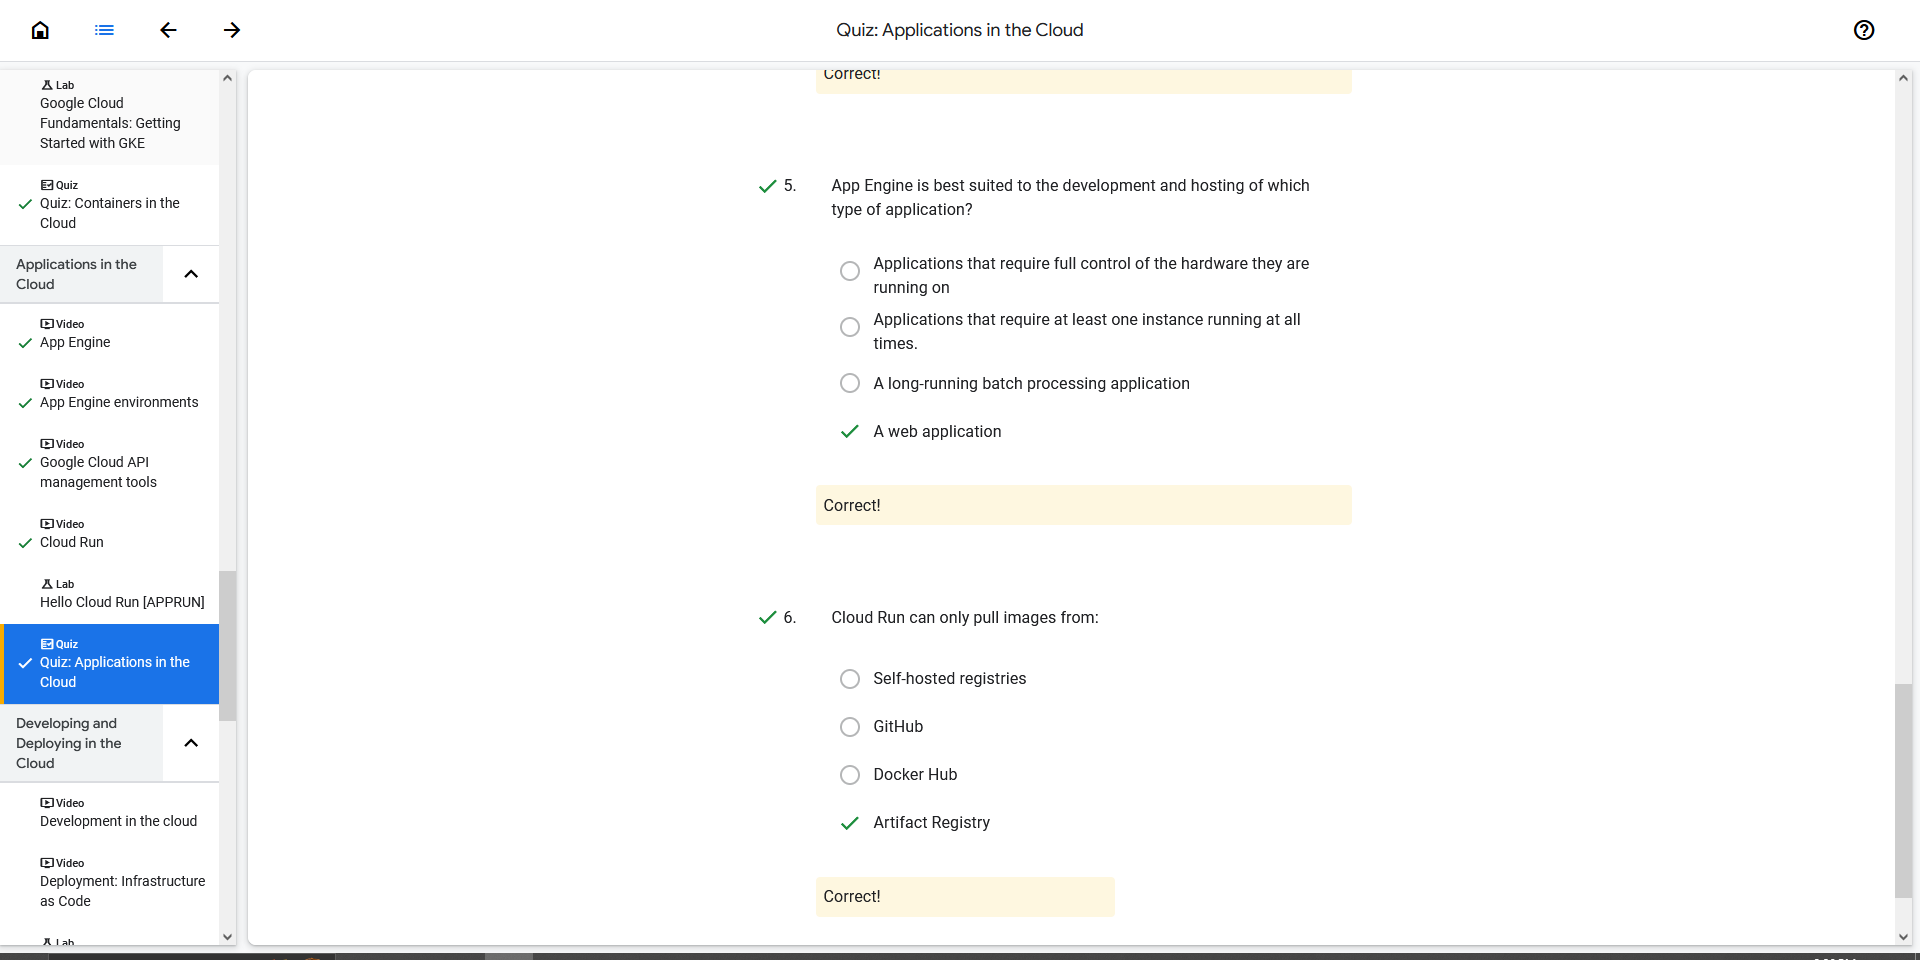 Quiz: Applications in the Cloud
Lab
Google Cloud
Fundamentals: Getting
Started with GKE
Quiz
Quiz: Containers in the
Cloud
Applications in the
Cloud
Video
App Engine
Video
App Engine environments
Video
Google Cloud API
management tools
Video
Cloud Run
Lab
Hello Cloud Run [APPRUN]
Quiz
Quiz: Applications in the
Cloud
Developing and
Deploying in the
Cloud
Video
Development in the cloud
Video
Deployment: Infrastructure
as Code
Lab
Correct!
5. App Engine is best suited to the development and hosting of which
type of application?
Applications that require full control of the hardware they are
running on
Applications that require at least one instance running at all
times.
A long-running batch processing application
A web application
Correct!
6. Cloud Run can only pull images from:
Self-hosted registries
GitHub
Docker Hub
Artifact Registry
Correct!